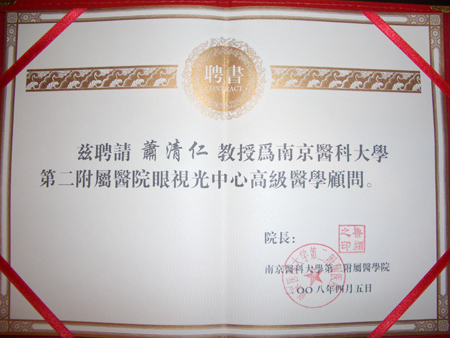 聘書
CONTRACT
茲聘請 蕭清仁 教授爲南京醫科大學
第二附屬醫院眼視光中心高級醫學顧問。
院長:
南京醫科大學第二附屬醫學院
〇〇八年四月五日